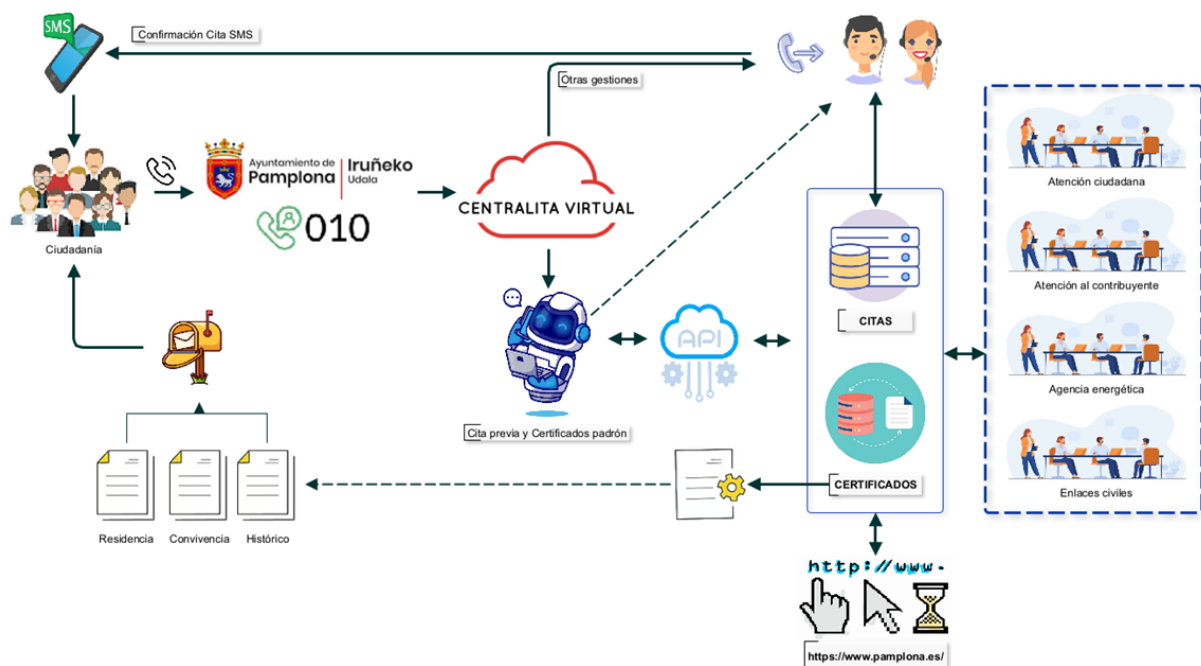 SMS
Confirmación Cita SMS
Otras gestiones
Ayuntamiento de
Pamplona
Iruñeko
Udala
010
CENTRALITA VIRTUAL
Ciudadanía
Atención ciudadana
Atención al contribuyente
Agencia energética
Enlaces civiles
CITAS
API
Cita previa y Certificados padrón
CERTIFICADOS
Residencia
Convivencia
Histórico
http://www.
https://www.pamplona.es/